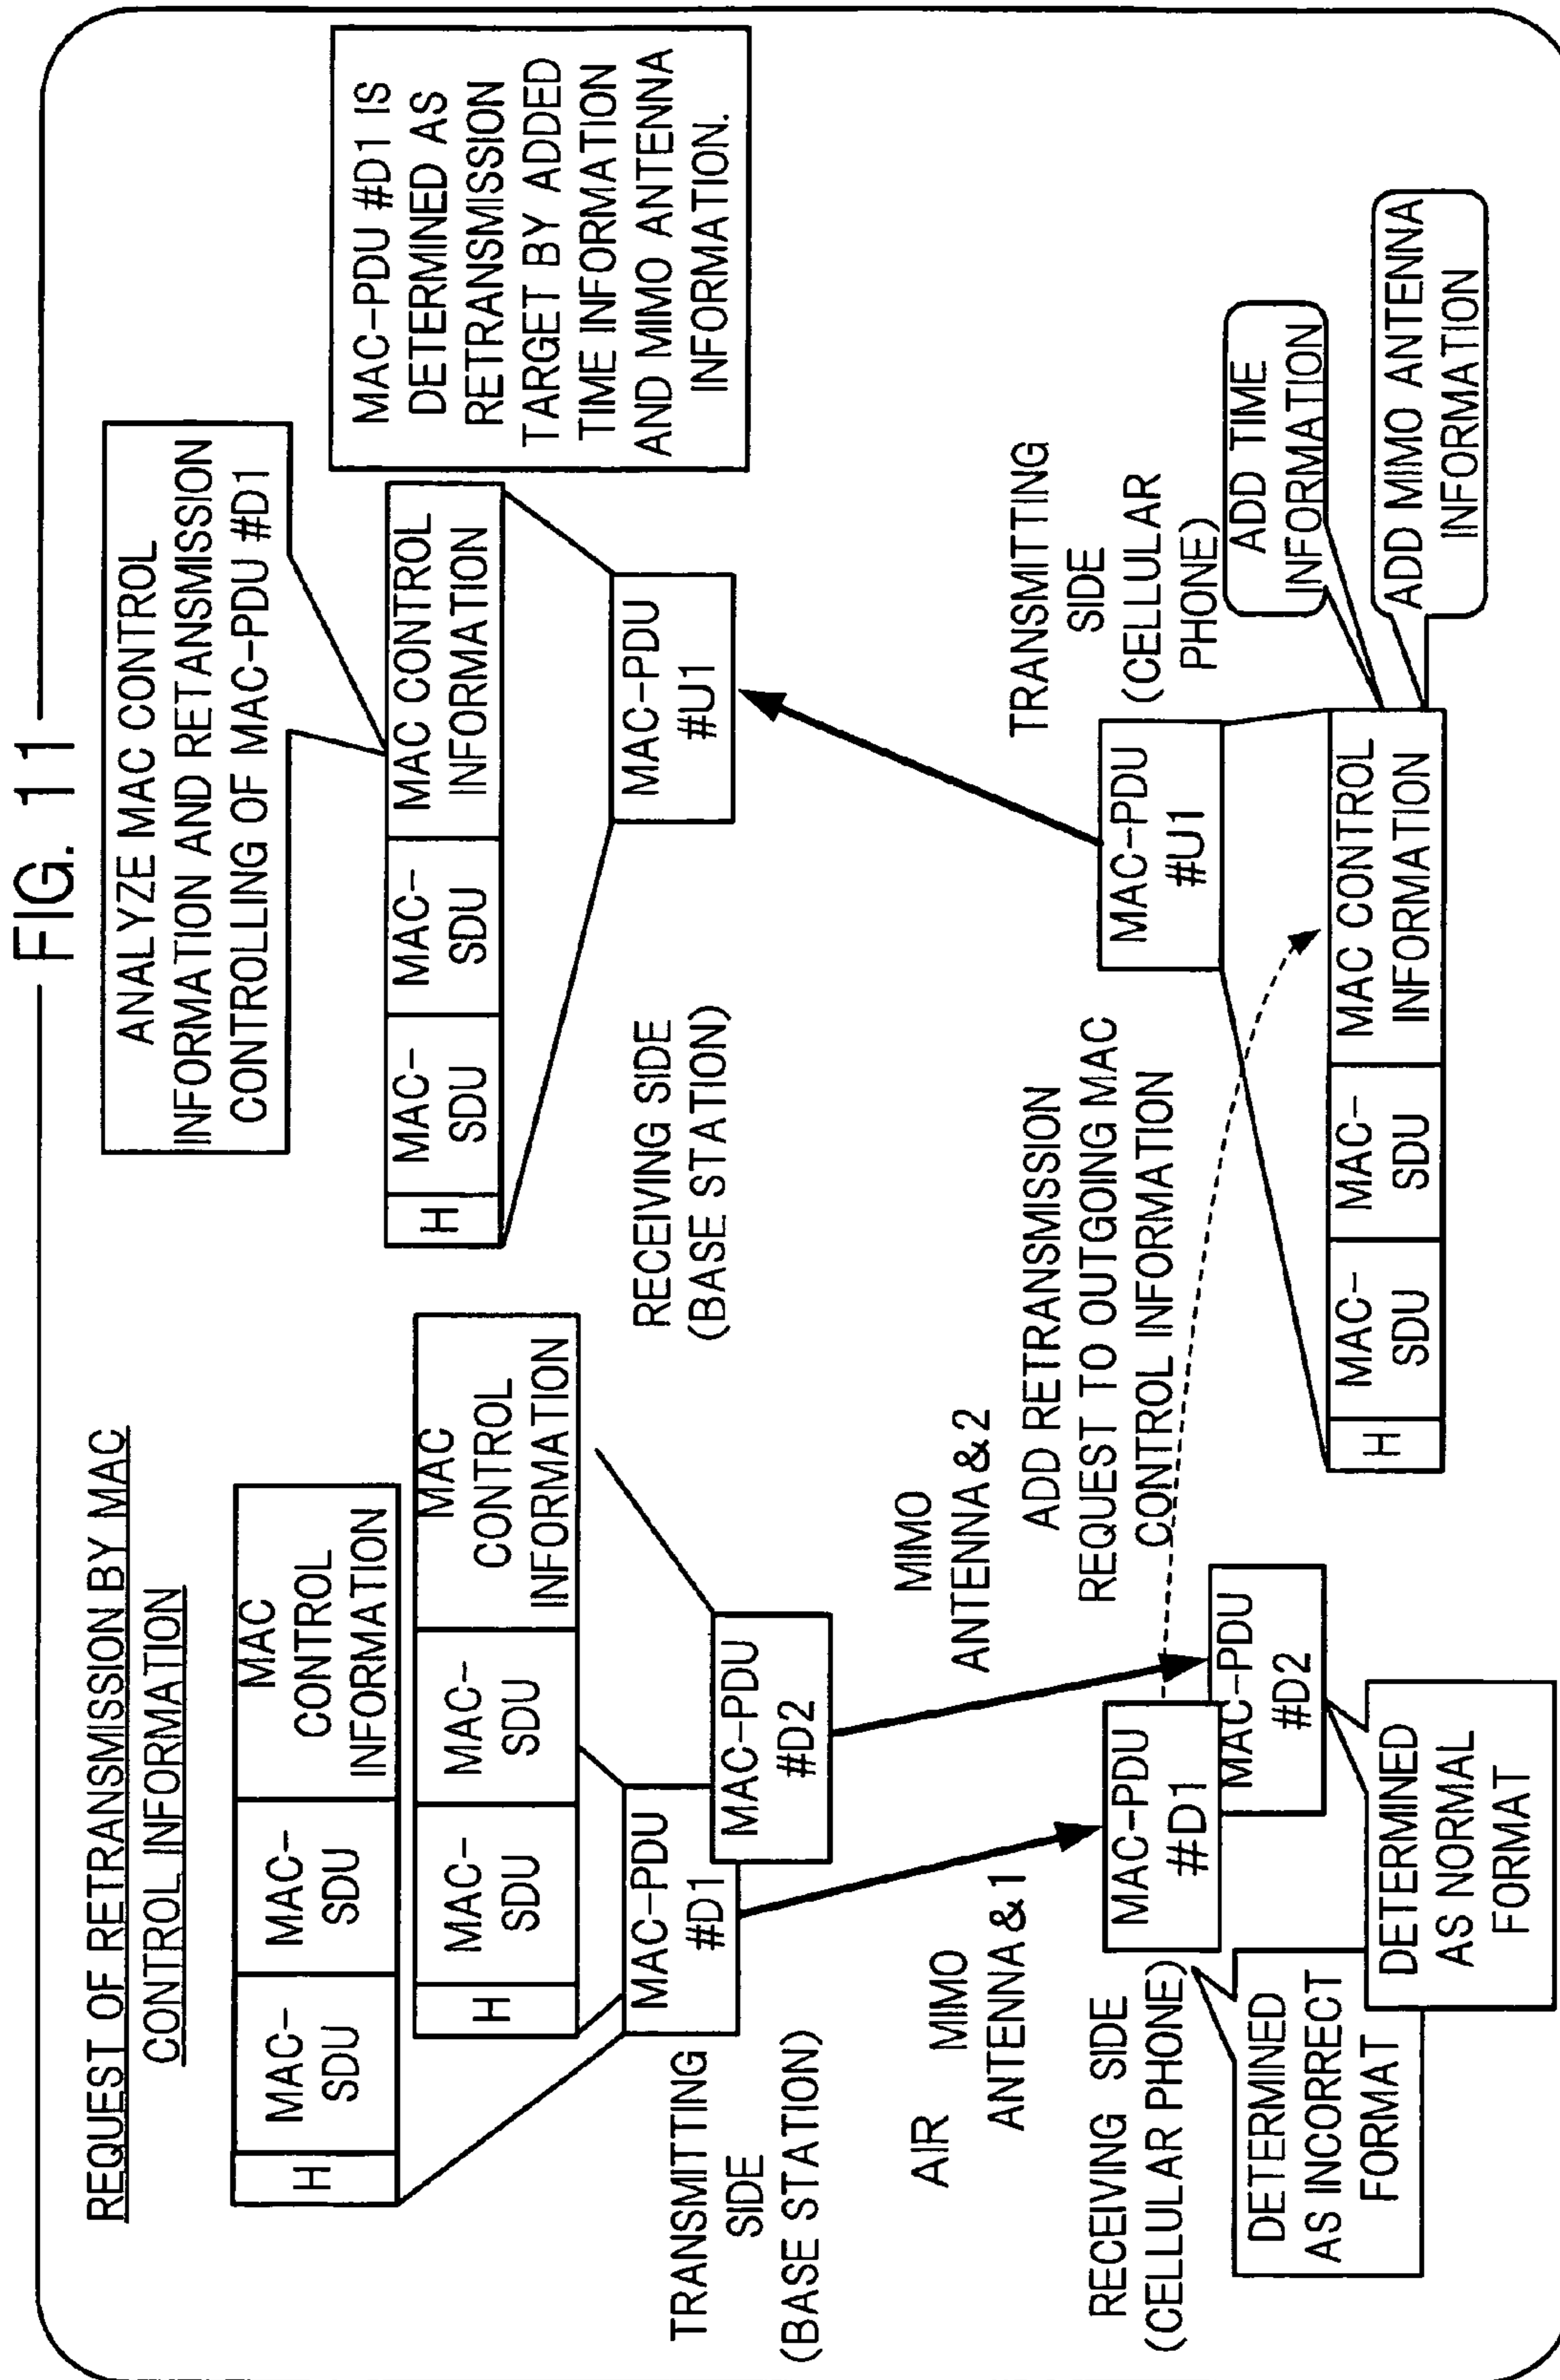 FIG. 11
REQUEST OF RETRANSMISSION BY MAC
CONTROL INFORMATION
H
MAC-
SDU
MAC-
SDU
MAC
CONTROL
INFORMATION
H
MAC-
SDU
MAC-
SDU
MAC
CONTROL
INFORMATION
MAC-PDU
#D1
MAC-PDU
#D2
TRANSMITTING
SIDE
(BASE STATION)
AIR
MIMO
ANTENNA&1
MIMO
ANTENNA&2
RECEIVING SIDE
(CELLULAR PHONE)
MAC-PDU
#D1
MAC-PDU
#D2
DETERMINED
AS INCORRECT
FORMAT
DETERMINED
AS NORMAL
FORMAT
ANALYZE MAC CONTROL
INFORMATION AND RETANSMISSION
CONTROLLING OF MAC-PDU #D1
H
MAC-
SDU
MAC-
SDU
MAC CONTROL
INFORMATION
MAC-PDU #D1 IS
DETERMINED AS
RETRANSMISSION
TARGET BY ADDED
TIME INFORMATION
AND MIMO ANTENNA
INFORMATION.
RECEIVING SIDE
(BASE STATION)
MAC-PDU
#U1
ADD RETRANSMISSION
REQUEST TO OUTGOING MAC
CONTROL INFORMATION
MAC-PDU
#U1
TRANSMITTING
SIDE
(CELLULAR
PHONE)
H
MAC-
SDU
MAC-
SDU
MAC CONTROL
INFORMATION
ADD TIME
INFORMATION
ADD MIMO ANTENNA
INFORMATION